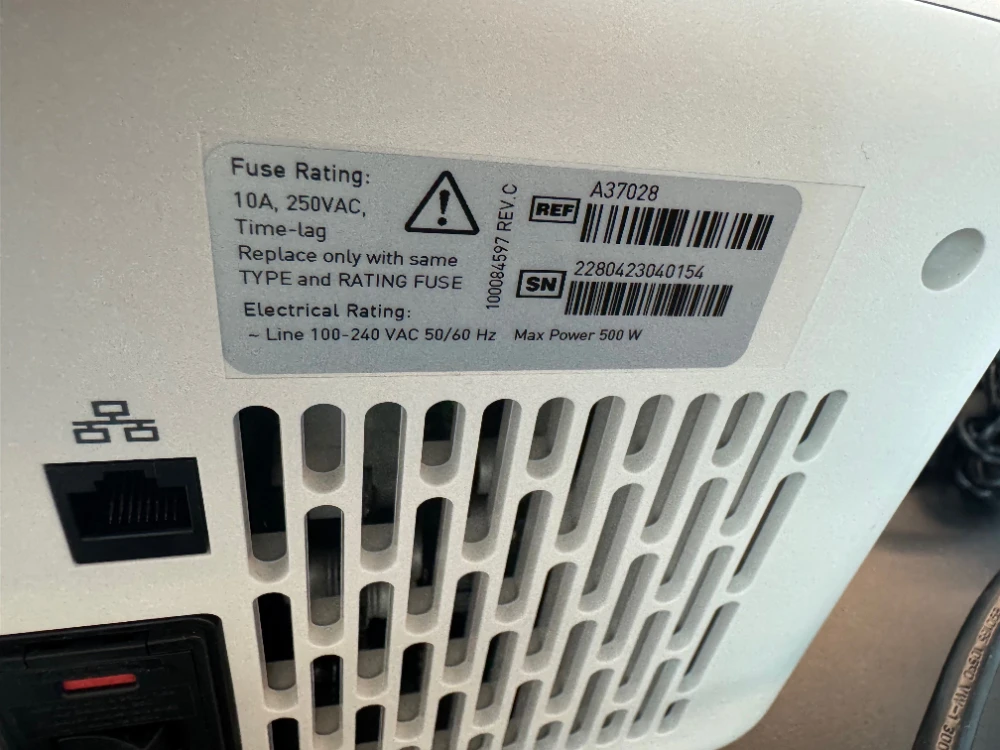 Fuse Rating:
10A, 250VAC,
Time-lag
Replace only with same
TYPE and RATING FUSE
Electrical Rating:
~ Line 100-240 VAC 50/60 Hz Max Power 500 W
100084597 REV.C
REF A37028
SN 2280423040154